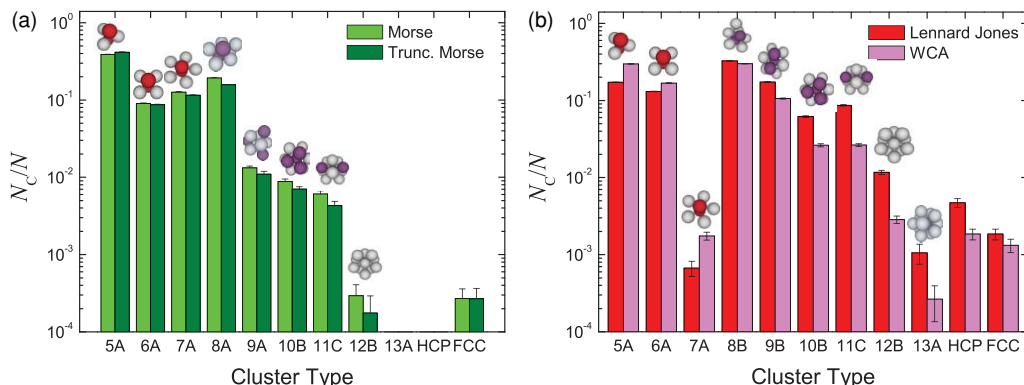 (a)
10^0
10^-1
10^-2
10^-3
10^-4
N_C/N
Morse
Trunc. Morse
5A 6A 7A 8A 9A 10B 11C 12B 13A HCP FCC
Cluster Type
(b)
10^0
10^-1
10^-2
10^-3
10^-4
N_C/N
Lennard Jones
WCA
5A 6A 7A 8B 9B 10B 11C 12B 13A HCP FCC
Cluster Type